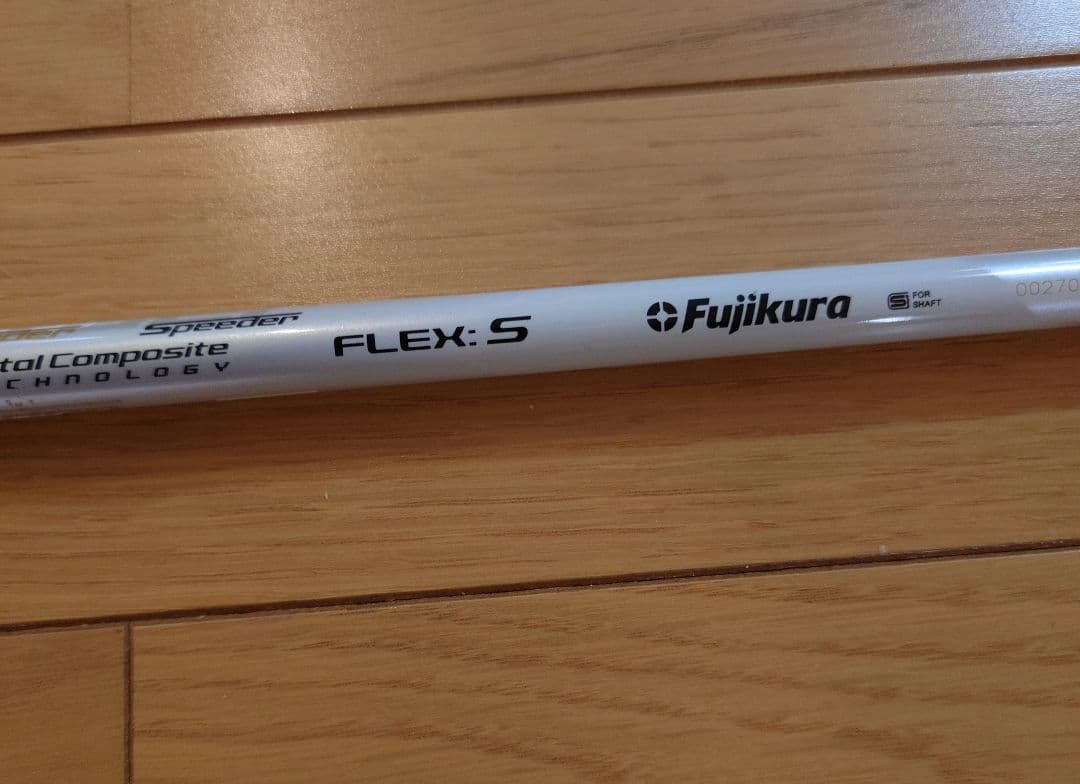 Speeder
tal Composite
CHNOLOGY
FLEX: S
Fujikura
S FOR
SHAFT
00270